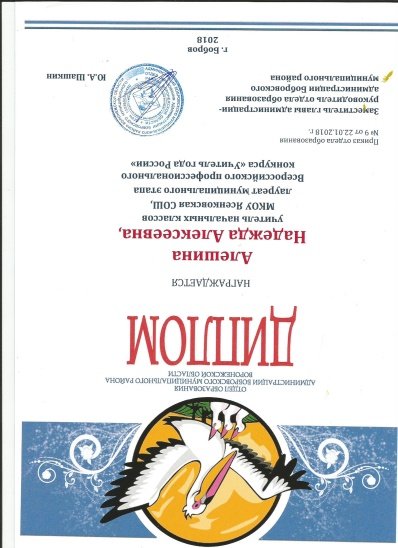 ОТДЕЛ ОБРАЗОВАНИЯ
АДМИНИСТРАЦИИ БОБРОВСКОГО МУНИЦИПАЛЬНОГО РАЙОНА
ВОРОНЕЖСКОЙ ОБЛАСТИ
ДИПЛОМ
НАГРАЖДАЕТСЯ
Алешина
Надежда Алексеевна,
учитель начальных классов
МКОУ Ясенковская СОШ,
лауреат муниципального этапа
Всероссийского профессионального
конкурса «Учитель года России»
Приказ отдела образования
№ 9 от 22.01.2018 г.
Заместитель главы администрации-
руководитель отдела образования
администрации Бобровского
муниципального района
Ю.А. Шашкин
г. Бобров
2018